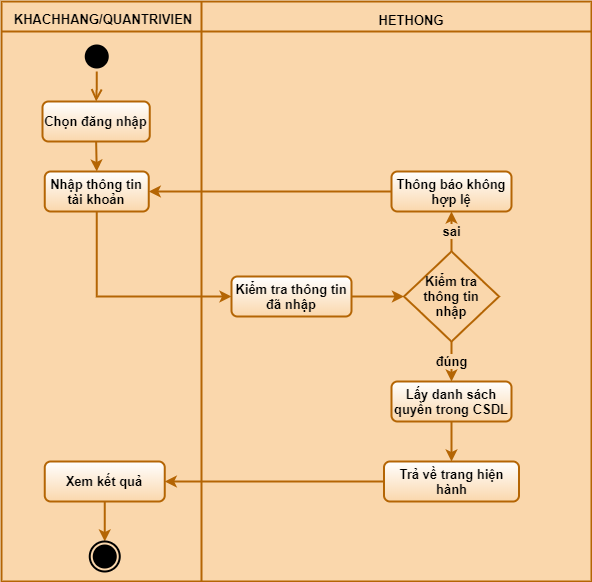 KHACHHANG/QUANTRIVIEN
HETHONG
Chọn đăng nhập
Nhập thông tin
tài khoản
Thông báo không
hợp lệ
sai
Kiểm tra thông tin
đã nhập
Kiểm tra
thông tin
nhập
đúng
Lấy danh sách
quyền trong CSDL
Trả về trang hiện
hành
Xem kết quả